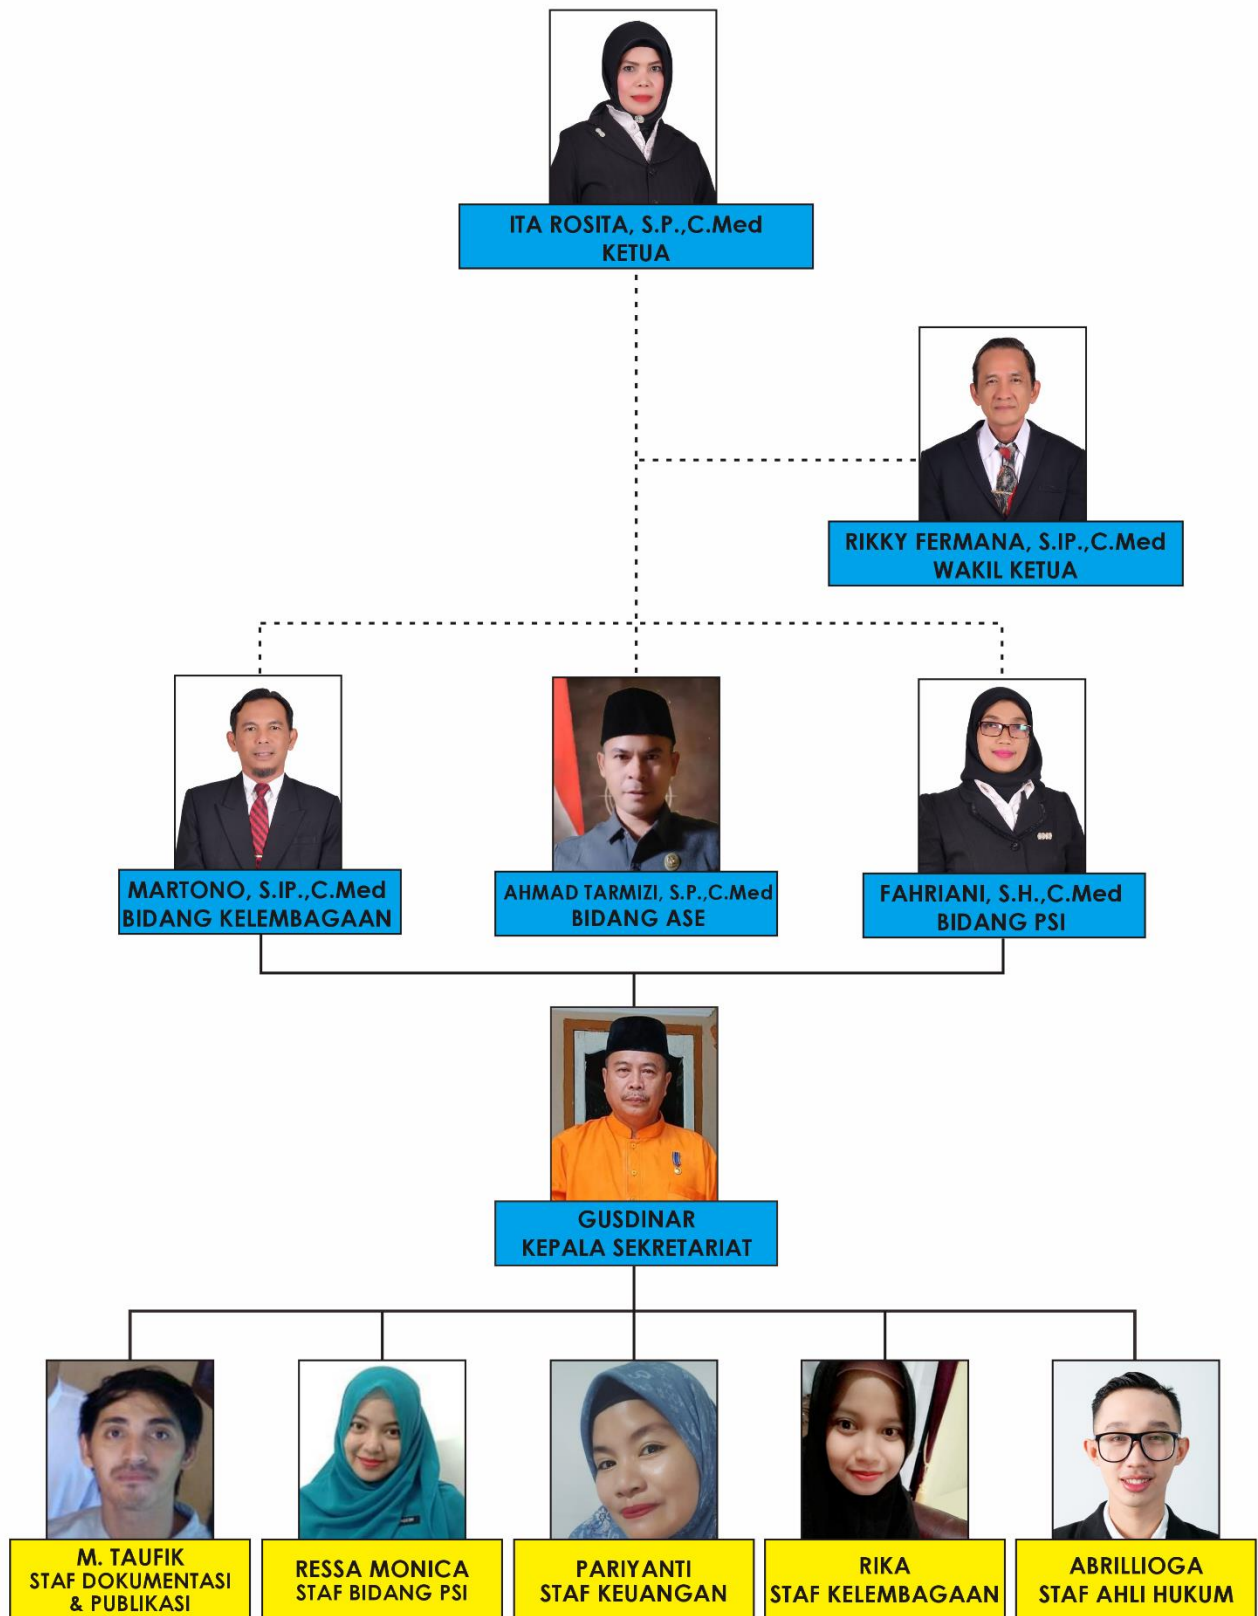 ITA ROSITA, S.P.,C.Med
KETUA
RIKKY FERMANA, S.IP.,C.Med
WAKIL KETUA
MARTONO, S.IP.,C.Med
BIDANG KELEMBAGAAN
AHMAD TARMIZI, S.P.,C.Med
BIDANG ASE
FAHRIANI, S.H.,C.Med
BIDANG PSI
GUSDINAR
KEPALA SEKRETARIAT
M. TAUFIK
STAF DOKUMENTASI
& PUBLIKASI
RESSA MONICA
STAF BIDANG PSI
PARIYANTI
STAF KEUANGAN
RIKA
STAF KELEMBAGAAN
ABRILLIOGA
STAF AHLI HUKUM